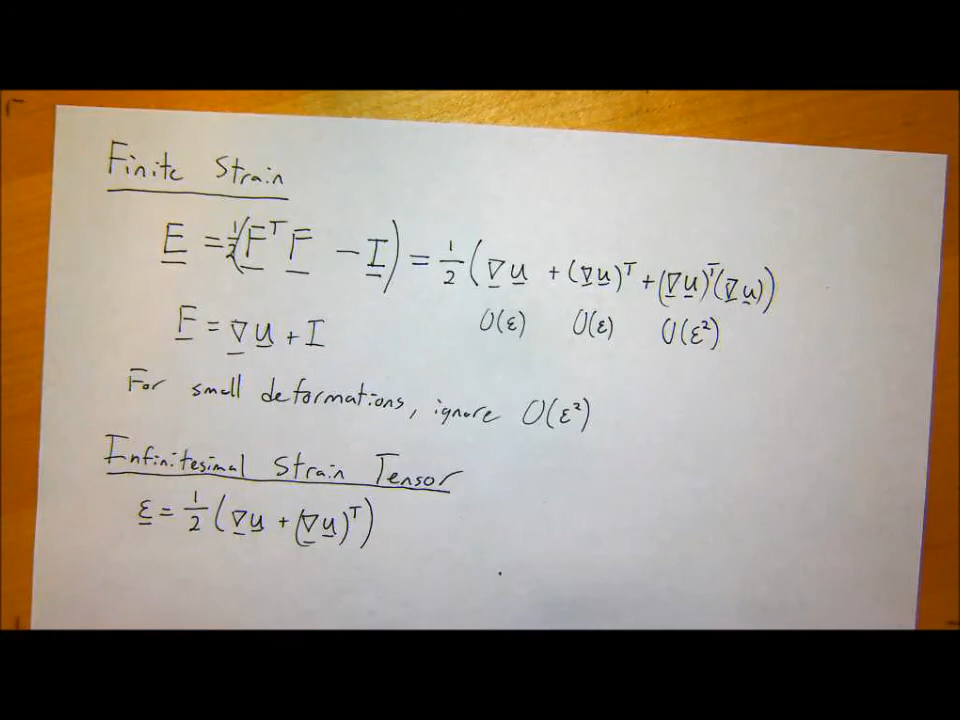 Finite Strain
E = ½(FᵀF - I) = ½(∇u + (∇u)ᵀ + (∇u)ᵀ(∇u))
O(ε) O(ε) O(ε²)
F = ∇u + I
For small deformations, ignore O(ε²)
Infinitesimal Strain Tensor
ε = ½(∇u + (∇u)ᵀ)